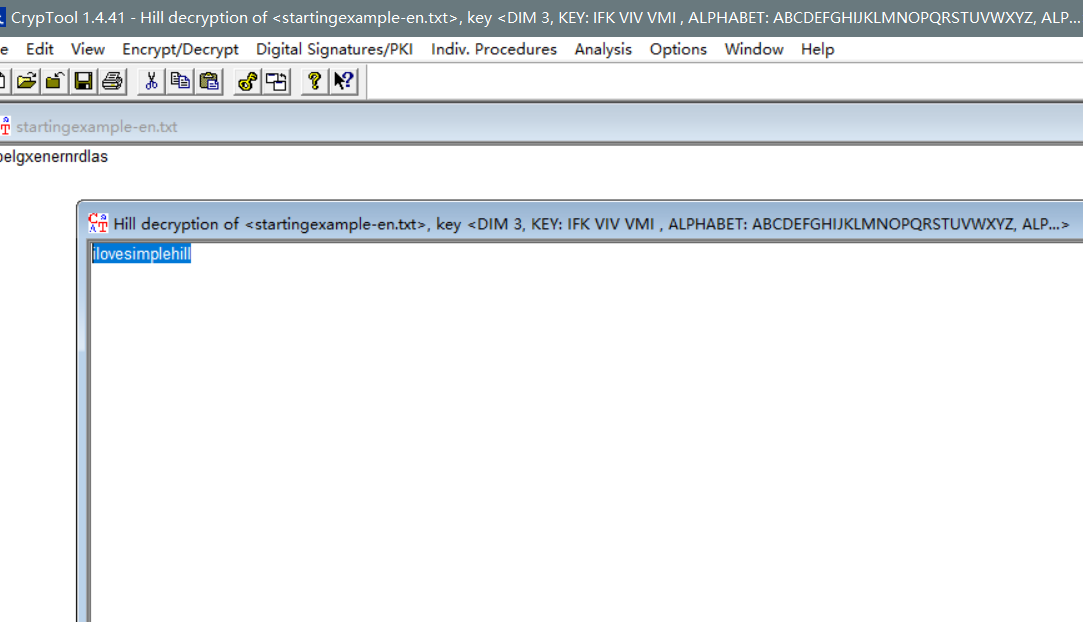 CrypTool 1.4.41 - Hill decryption of <startingexample-en.txt>, key <DIM 3, KEY: IFK VIV VMI , ALPHABET: ABCDEFGHIJKLMNOPQRSTUVWXYZ, ALP...
e Edit View Encrypt/Decrypt Digital Signatures/PKI Indiv. Procedures Analysis Options Window Help
startingexample-en.txt
pelgxenernrdlas
Hill decryption of <startingexample-en.txt>, key <DIM 3, KEY: IFK VIV VMI , ALPHABET: ABCDEFGHIJKLMNOPQRSTUVWXYZ, ALP...>
ilovesimplehill